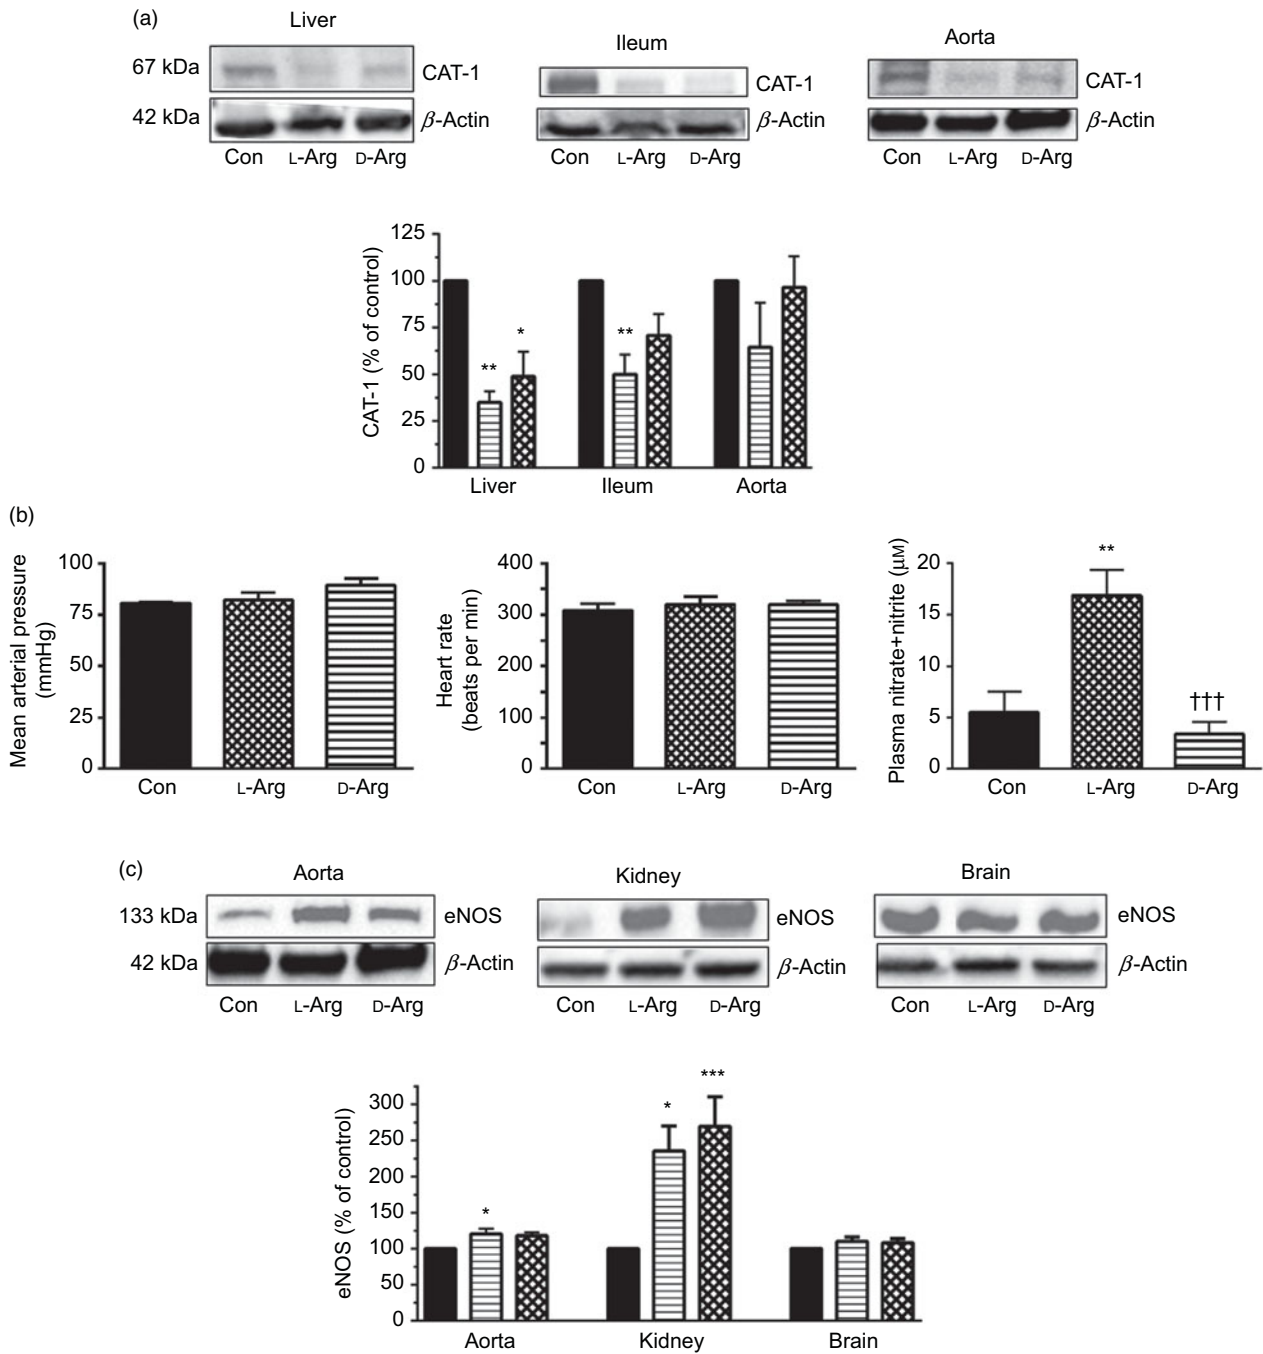 (a)
Liver
67 kDa
CAT-1
42 kDa
β-Actin
Con L-Arg D-Arg
Ileum
CAT-1
β-Actin
Con L-Arg D-Arg
Aorta
CAT-1
β-Actin
Con L-Arg D-Arg
CAT-1 (% of control)
125
100
75
50
25
0
**
*
**
Liver Ileum Aorta
(b)
Mean arterial pressure
(mmHg)
100
75
50
25
0
Con L-Arg D-Arg
Heart rate
(beats per min)
400
300
200
100
0
Con L-Arg D-Arg
Plasma nitrate+nitrite (μM)
20
15
10
5
0
**
†††
Con L-Arg D-Arg
(c)
Aorta
133 kDa
eNOS
42 kDa
β-Actin
Con L-Arg D-Arg
Kidney
eNOS
β-Actin
Con L-Arg D-Arg
Brain
eNOS
β-Actin
Con L-Arg D-Arg
eNOS (% of control)
300
250
200
150
100
50
0
*
*
***
Aorta Kidney Brain